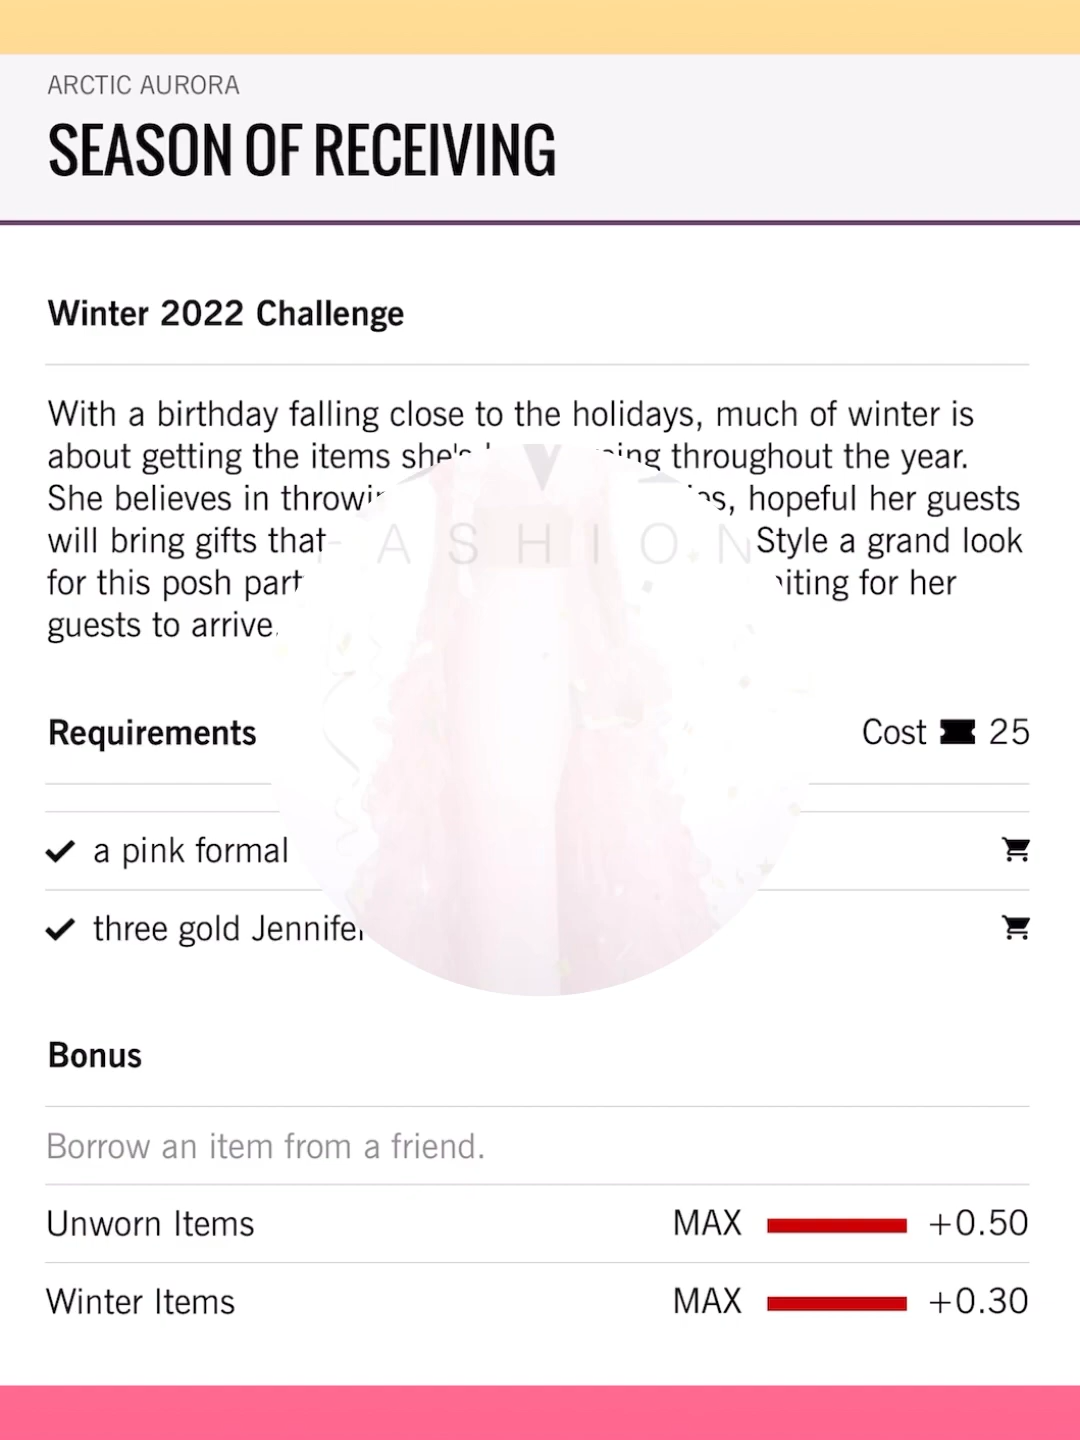 ARCTIC AURORA
SEASON OF RECEIVING
Winter 2022 Challenge
With a birthday falling close to the holidays, much of winter is
about getting the items she's throughout the year.
She believes in hopeful her guests
will bring gifts that Style a grand look
for this posh for her
guests to arrive.
FASHION
Requirements Cost 25
a pink formal
three gold
Bonus
Borrow an item from a friend.
Unworn Items MAX +0.50
Winter Items MAX +0.30